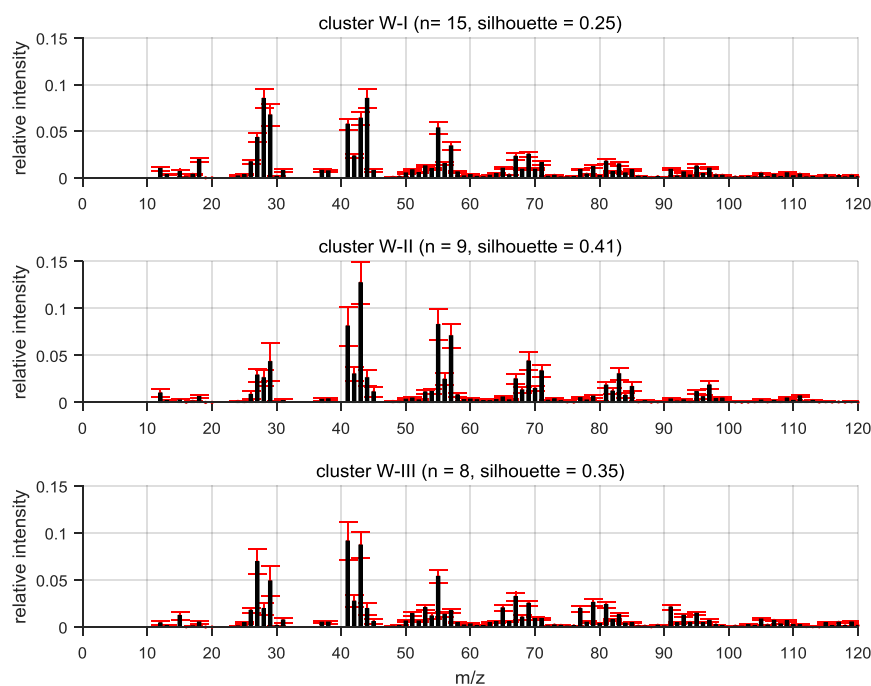 cluster W-I (n= 15, silhouette = 0.25)
relative intensity
0.15
0.1
0.05
0
0 10 20 30 40 50 60 70 80 90 100 110 120
cluster W-II (n = 9, silhouette = 0.41)
relative intensity
0.15
0.1
0.05
0
0 10 20 30 40 50 60 70 80 90 100 110 120
cluster W-III (n = 8, silhouette = 0.35)
relative intensity
0.15
0.1
0.05
0
0 10 20 30 40 50 60 70 80 90 100 110 120
m/z